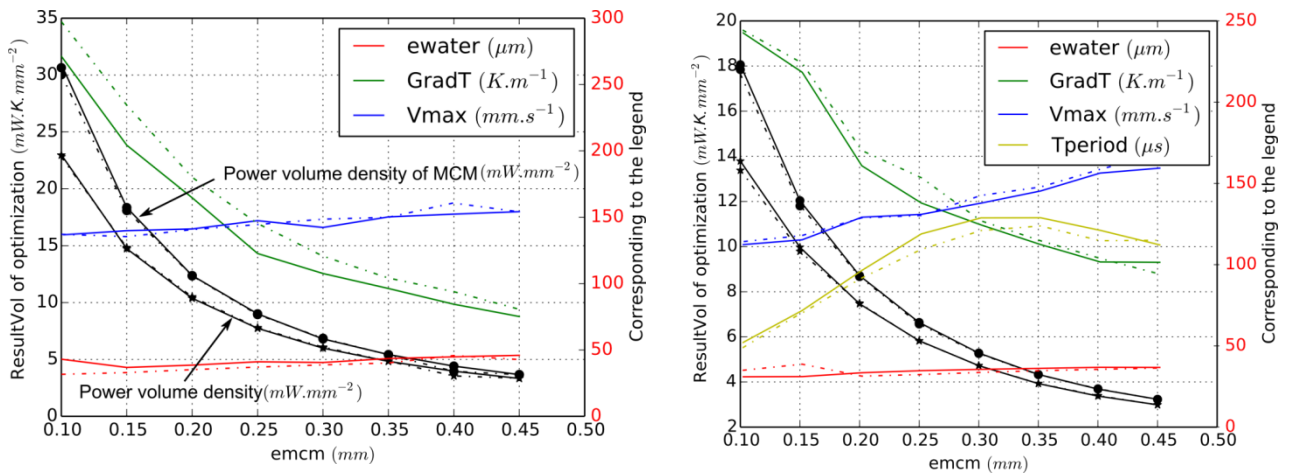 ResultVol of optimization (mW.K.mm⁻²)
35
30
25
20
15
10
5
0
300
250
200
150
100
50
0
Corresponding to the legend
ewater (μm)
GradT (K.m⁻¹)
Vmax (mm.s⁻¹)
Power volume density of MCM (mW.mm⁻²)
Power volume density (mW.mm⁻²)
0.10 0.15 0.20 0.25 0.30 0.35 0.40 0.45 0.50
emcm (mm)
ResultVol of optimization (mW.K.mm⁻²)
20
18
16
14
12
10
8
6
4
2
250
200
150
100
50
0
Corresponding to the legend
ewater (μm)
GradT (K.m⁻¹)
Vmax (mm.s⁻¹)
Tperiod (μs)
0.10 0.15 0.20 0.25 0.30 0.35 0.40 0.45 0.50
emcm (mm)